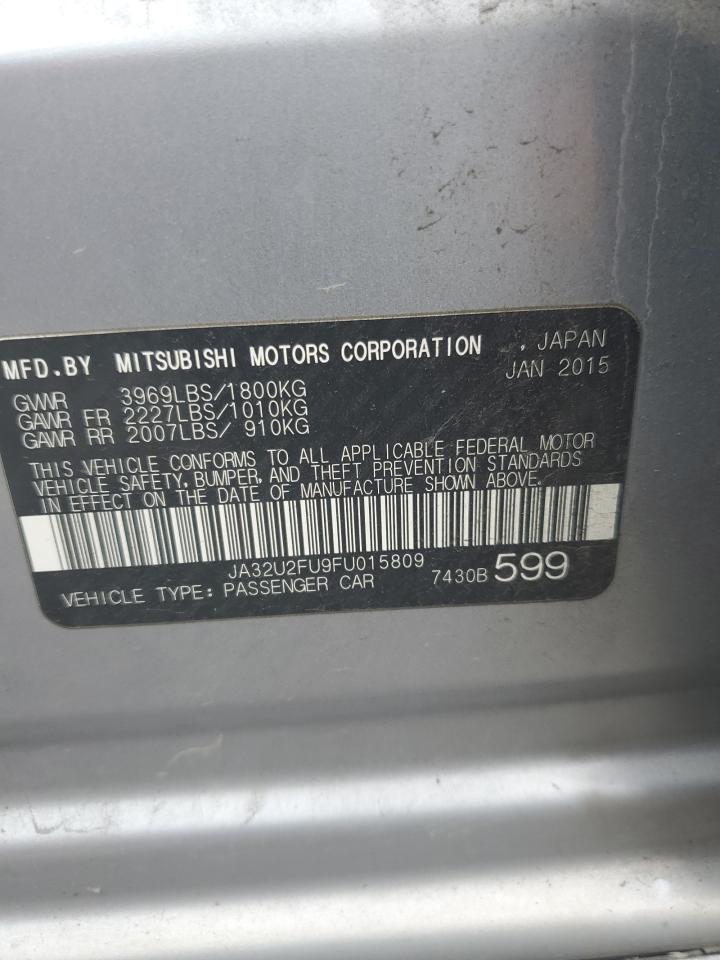 MFD.BY MITSUBISHI MOTORS CORPORATION , JAPAN
JAN 2015
GWWR 3969LBS/1800KG
GAWR FR 2227LBS/1010KG
GAWR RR 2007LBS/ 910KG
THIS VEHICLE CONFORMS TO ALL APPLICABLE FEDERAL MOTOR
VEHICLE SAFETY, BUMPER, AND THEFT PREVENTION STANDARDS
IN EFFECT ON THE DATE OF MANUFACTURE SHOWN ABOVE.
JA32U2FU9FU015809
VEHICLE TYPE: PASSENGER CAR 7430B 599